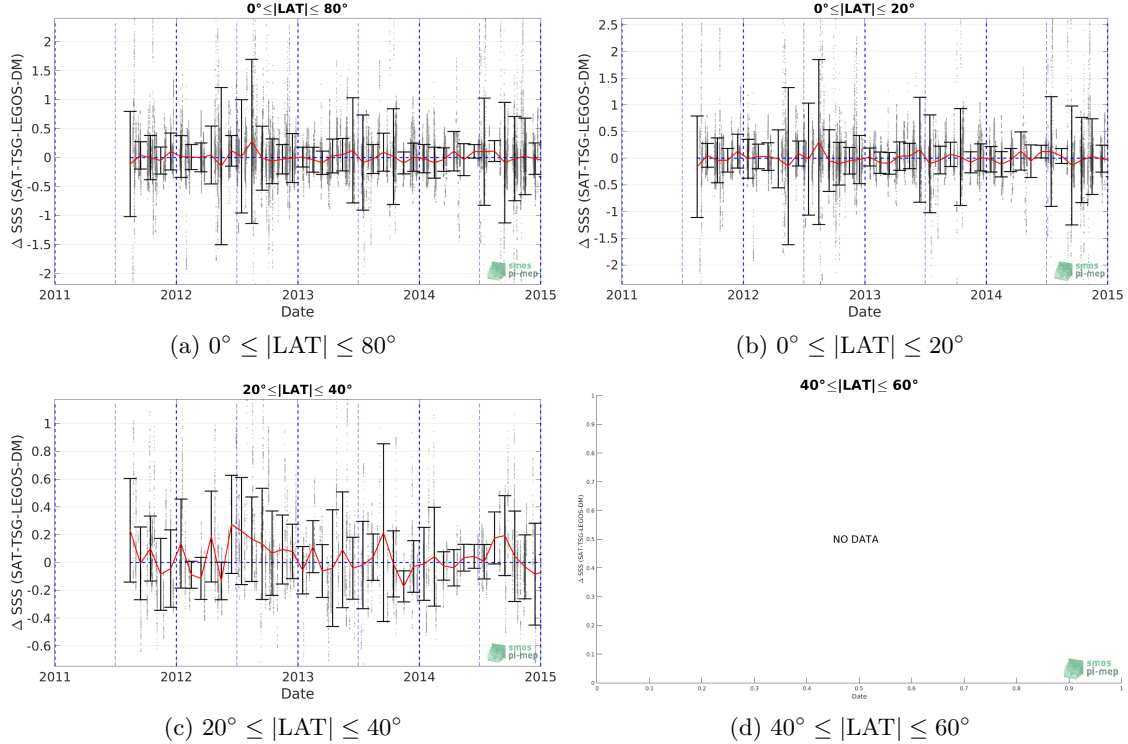 0°≤|LAT|≤ 80°
Δ SSS (SAT-TSG-LEGOS-DM)
2
1.5
1
0.5
0
-0.5
-1
-1.5
-2
2011 2012 2013 2014 2015
Date
smos
pi-mep
(a) 0° ≤ |LAT| ≤ 80°
0°≤|LAT|≤ 20°
Δ SSS (SAT-TSG-LEGOS-DM)
2.5
2
1.5
1
0.5
0
-0.5
-1
-1.5
-2
2011 2012 2013 2014 2015
Date
smos
pi-mep
(b) 0° ≤ |LAT| ≤ 20°
20°≤|LAT|≤ 40°
Δ SSS (SAT-TSG-LEGOS-DM)
1
0.8
0.6
0.4
0.2
0
-0.2
-0.4
-0.6
2011 2012 2013 2014 2015
Date
smos
pi-mep
(c) 20° ≤ |LAT| ≤ 40°
40°≤|LAT|≤ 60°
Δ SSS (SAT-TSG-LEGOS-DM)
1
0.9
0.8
0.7
0.6
0.5
0.4
0.3
0.2
0.1
0
NO DATA
0 0.1 0.2 0.3 0.4 0.5 0.6 0.7 0.8 0.9 1
Date
smos
pi-mep
(d) 40° ≤ |LAT| ≤ 60°